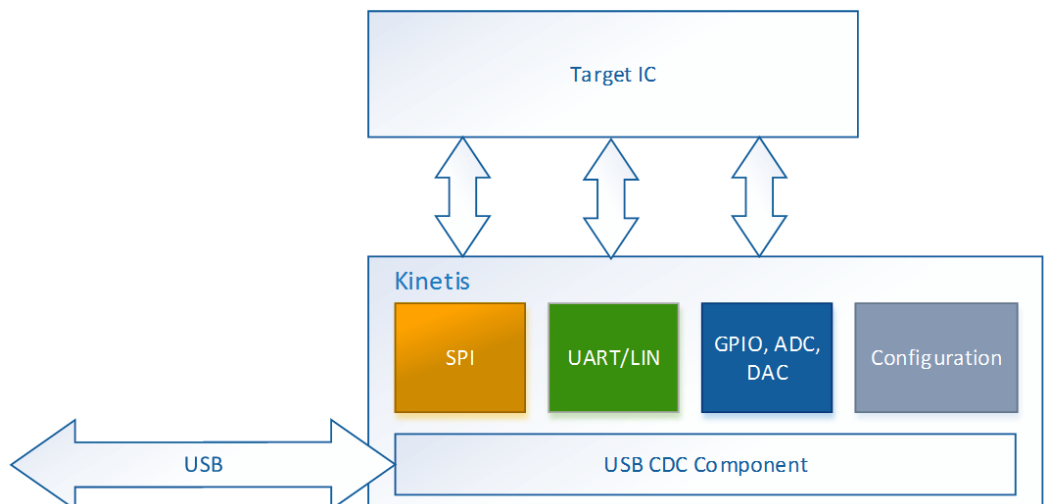 Target IC
Kinetis
SPI
UART/LIN
GPIO, ADC,
DAC
Configuration
USB
USB CDC Component